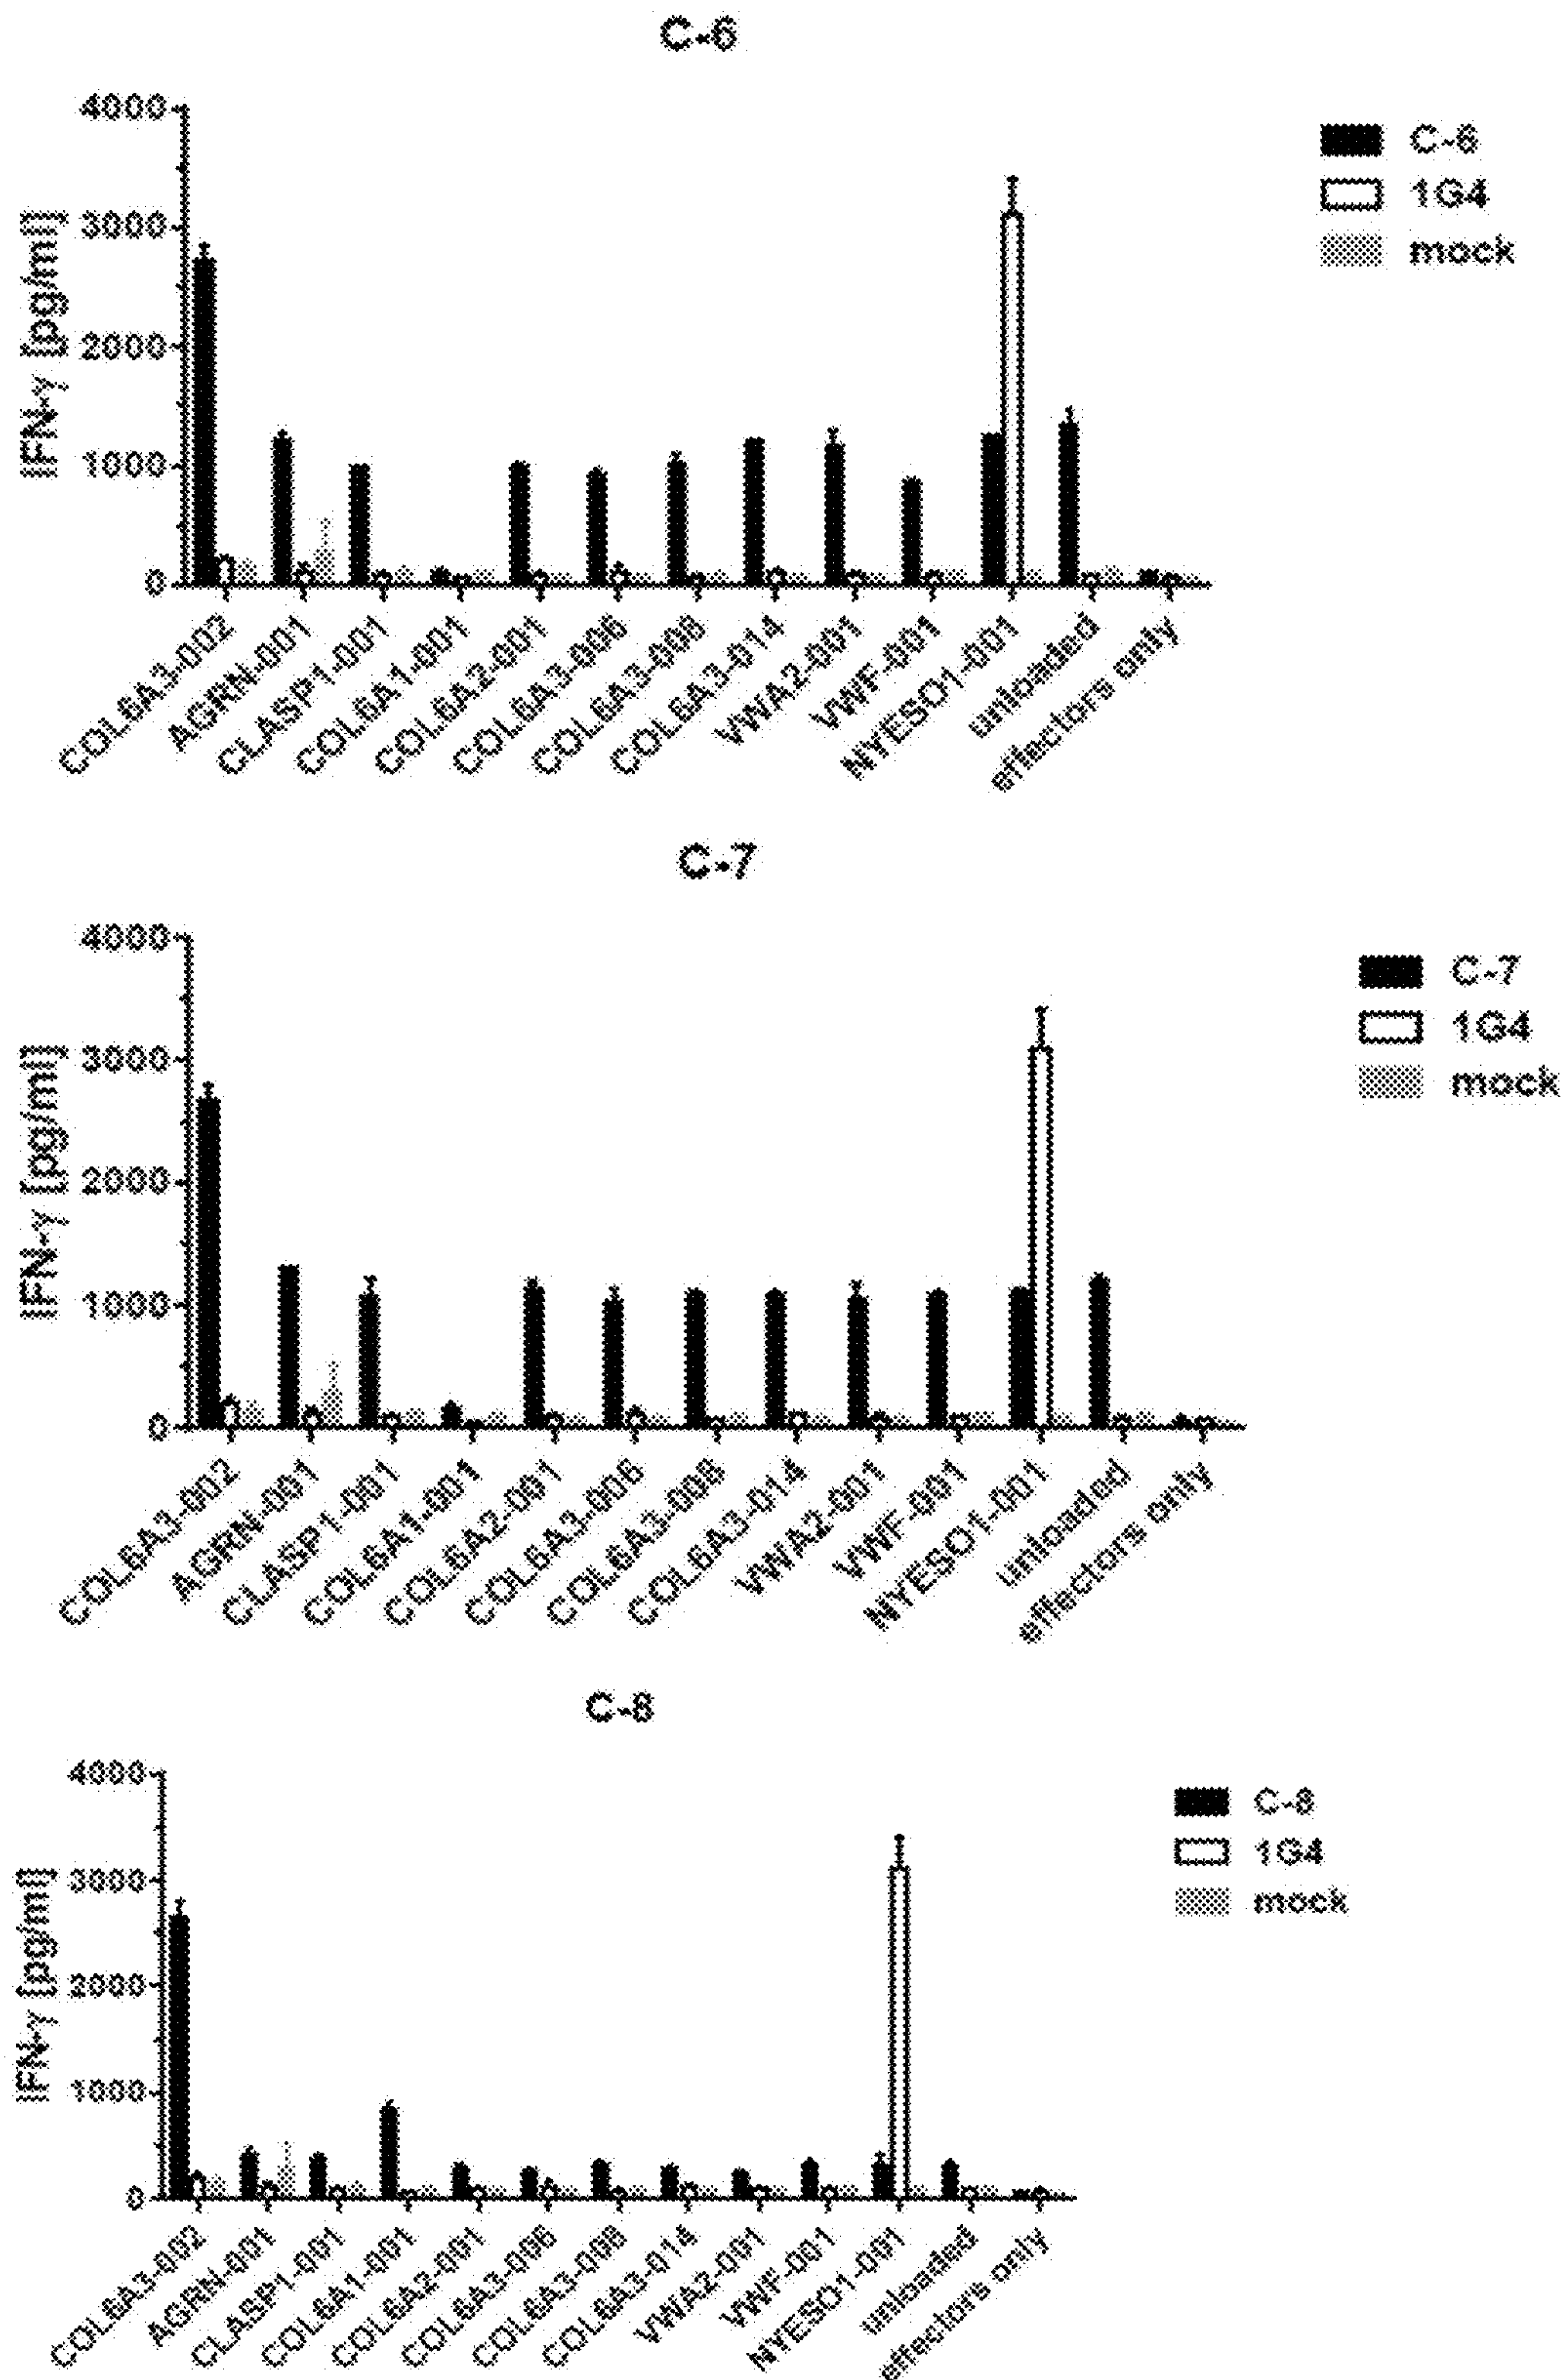 C-6
4000
3000
2000
1000
0
IFN-γ [pg/ml]
C-6
1G4
mock
COL6A3-002
AGRN-001
CLASP1-001
COL6A1-001
COL6A2-001
COL6A3-006
COL6A3-008
COL6A3-014
VWA2-001
VWF-001
NYESO1-001
unloaded
effectors only
C-7
4000
3000
2000
1000
0
IFN-γ [pg/ml]
C-7
1G4
mock
COL6A3-002
AGRN-001
CLASP1-001
COL6A1-001
COL6A2-001
COL6A3-006
COL6A3-008
COL6A3-014
VWA2-001
VWF-001
NYESO1-001
unloaded
effectors only
C-8
4000
3000
2000
1000
0
IFN-γ [pg/ml]
C-8
1G4
mock
COL6A3-002
AGRN-001
CLASP1-001
COL6A1-001
COL6A2-001
COL6A3-006
COL6A3-008
COL6A3-014
VWA2-001
VWF-001
NYESO1-001
unloaded
effectors only